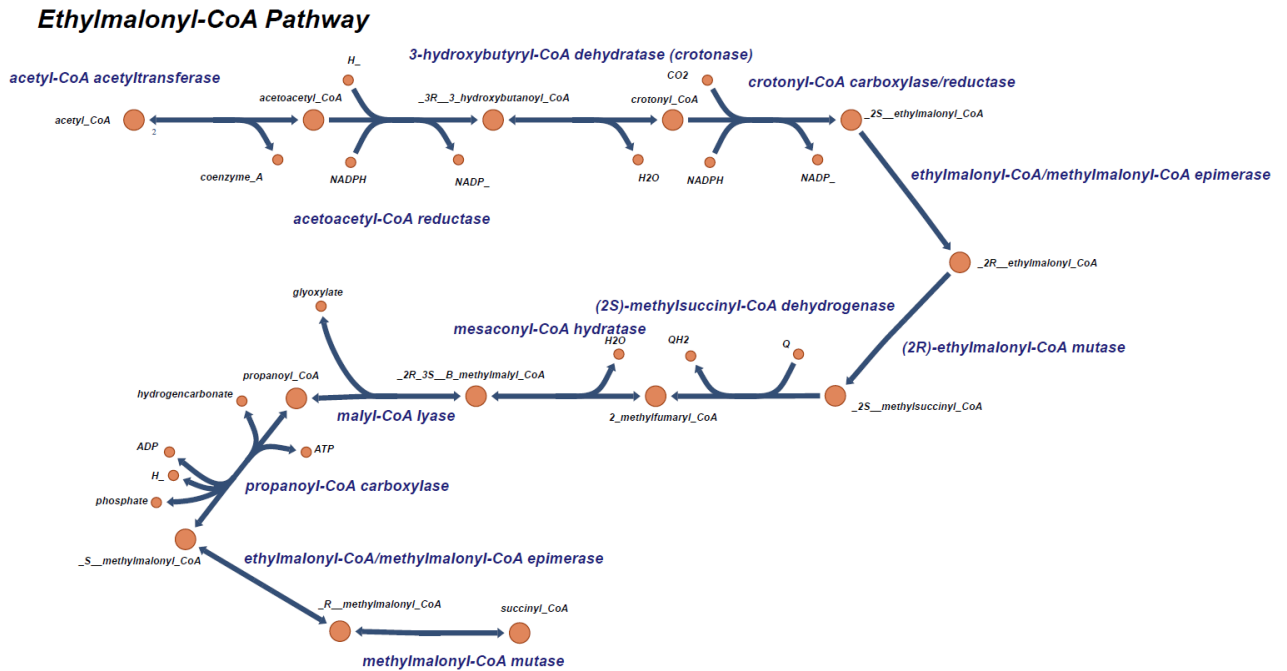 Ethylmalonyl-CoA Pathway
3-hydroxybutyryl-CoA dehydratase (crotonase)
acetyl-CoA acetyltransferase
H_
CO2
crotonyl-CoA carboxylase/reductase
acetoacetyl_CoA
_3R__3_hydroxybutanoyl_CoA
crotonyl_CoA
acetyl_CoA
2
_2S__ethylmalonyl_CoA
coenzyme_A
NADPH
NADP_
H2O
NADPH
NADP_
ethylmalonyl-CoA/methylmalonyl-CoA epimerase
acetoacetyl-CoA reductase
_2R__ethylmalonyl_CoA
glyoxylate
(2S)-methylsuccinyl-CoA dehydrogenase
mesaconyl-CoA hydratase
H2O
QH2
Q
(2R)-ethylmalonyl-CoA mutase
propanoyl_CoA
_2R_3S__B_methylmalyl_CoA
hydrogencarbonate
malyl-CoA lyase
2_methylfumaryl_CoA
_2S__methylsuccinyl_CoA
ADP
ATP
H_
propanoyl-CoA carboxylase
phosphate
_S__methylmalonyl_CoA
ethylmalonyl-CoA/methylmalonyl-CoA epimerase
_R__methylmalonyl_CoA
succinyl_CoA
methylmalonyl-CoA mutase